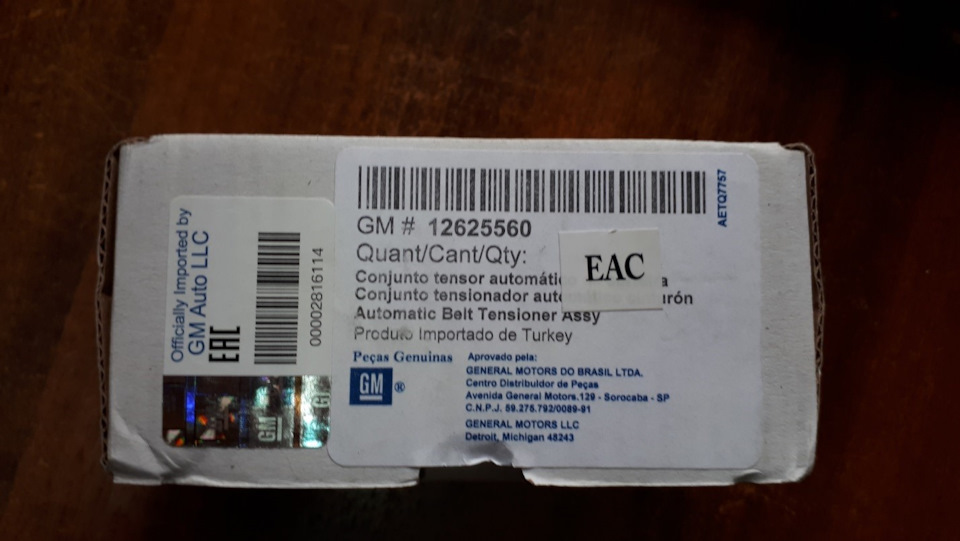 Officially Imported by
GM Auto LLC
EAC
00002816114
GM
GM # 12625560
AETQ7757
Quant/Cant/Qty:
EAC
Conjunto tensor automátic
Conjunto tensionador auto urón
Automatic Belt Tensioner Assy
Produto Importado de Turkey
Peças Genuinas
GM ®
Aprovado pela:
GENERAL MOTORS DO BRASIL LTDA.
Centro Distribuldor de Peças
Avenida General Motors.129 - Sorocaba - SP
C.N.P.J. 59.275.792/0089-91
GENERAL MOTORS LLC
Detroit, Michigan 48243